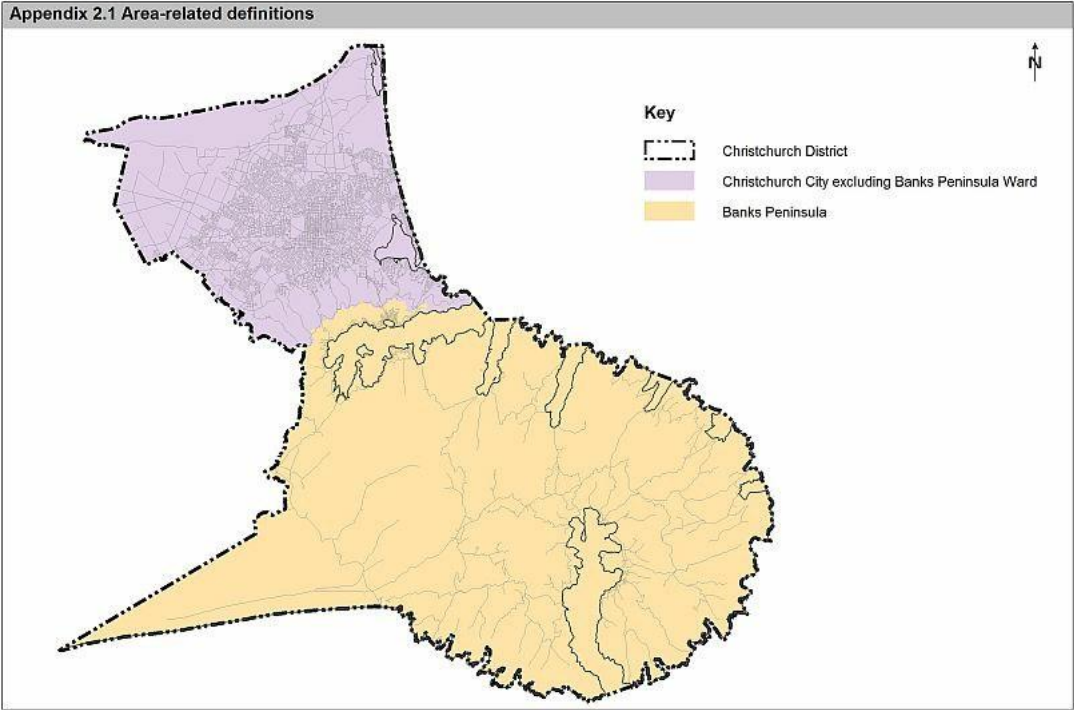 Appendix 2.1 Area-related definitions
N
Key
Christchurch District
Christchurch City excluding Banks Peninsula Ward
Banks Peninsula